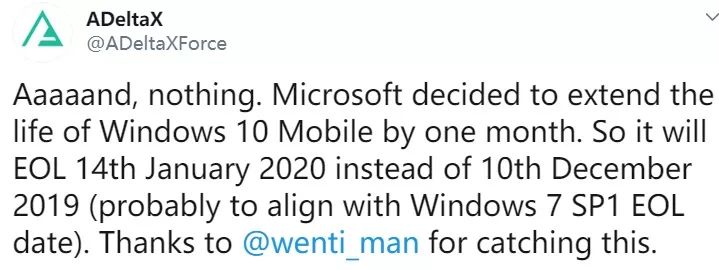 ADeltaX
@ADeltaXForce
Aaaaand, nothing. Microsoft decided to extend the
life of Windows 10 Mobile by one month. So it will
EOL 14th January 2020 instead of 10th December
2019 (probably to align with Windows 7 SP1 EOL
date). Thanks to @wenti_man for catching this.